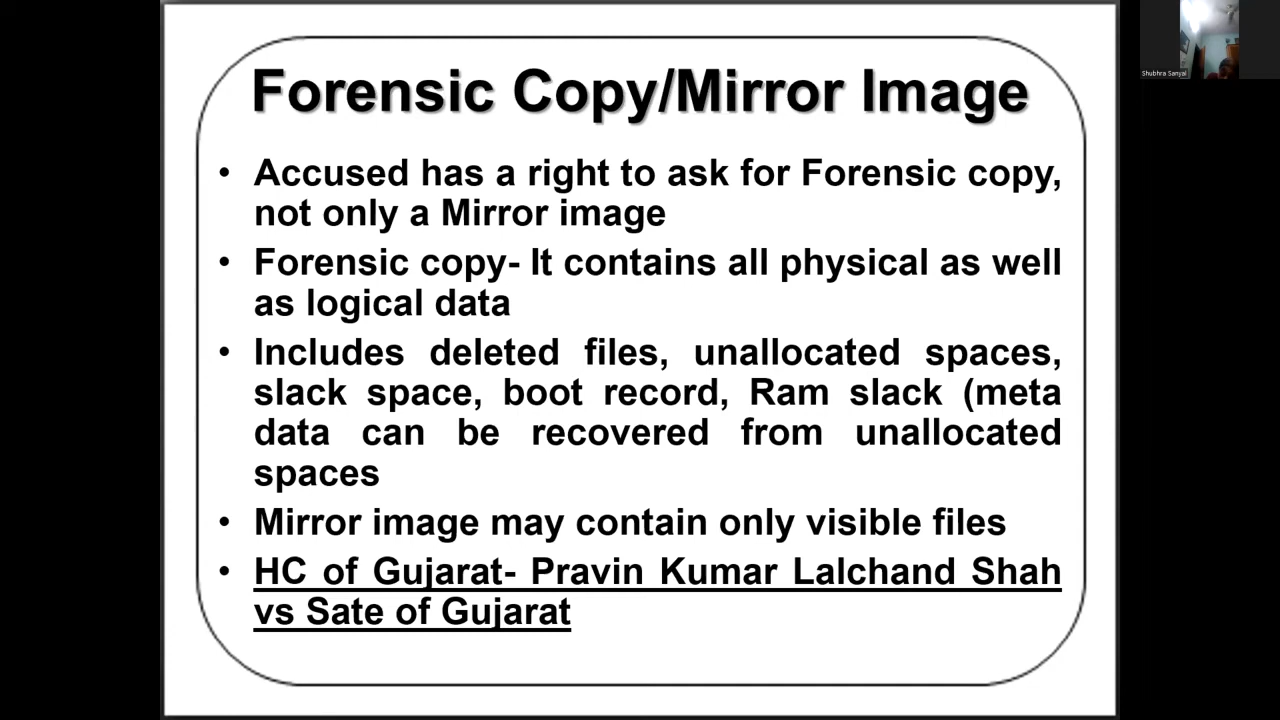 Forensic Copy/Mirror Image
• Accused has a right to ask for Forensic copy,
not only a Mirror image
• Forensic copy- It contains all physical as well
as logical data
• Includes deleted files, unallocated spaces,
slack space, boot record, Ram slack (meta
data can be recovered from unallocated
spaces
• Mirror image may contain only visible files
• HC of Gujarat- Pravin Kumar Lalchand Shah
vs Sate of Gujarat
Shubhra Sanyal